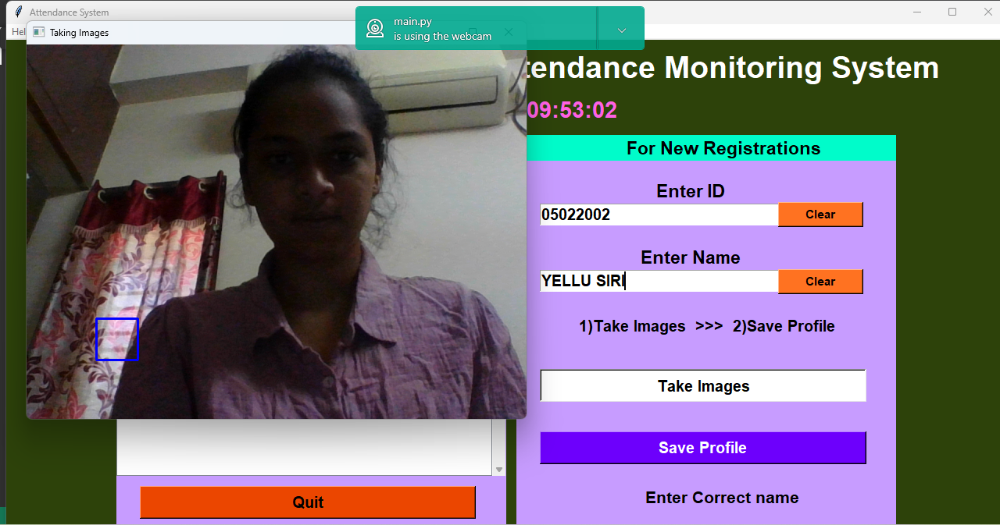 Attendance System
main.py
is using the webcam
Hel
Taking Images
tendance Monitoring System
09:53:02
For New Registrations
Enter ID
05022002
Clear
Enter Name
YELLU SIRI
Clear
1)Take Images >>> 2)Save Profile
Take Images
Save Profile
Quit
Enter Correct name